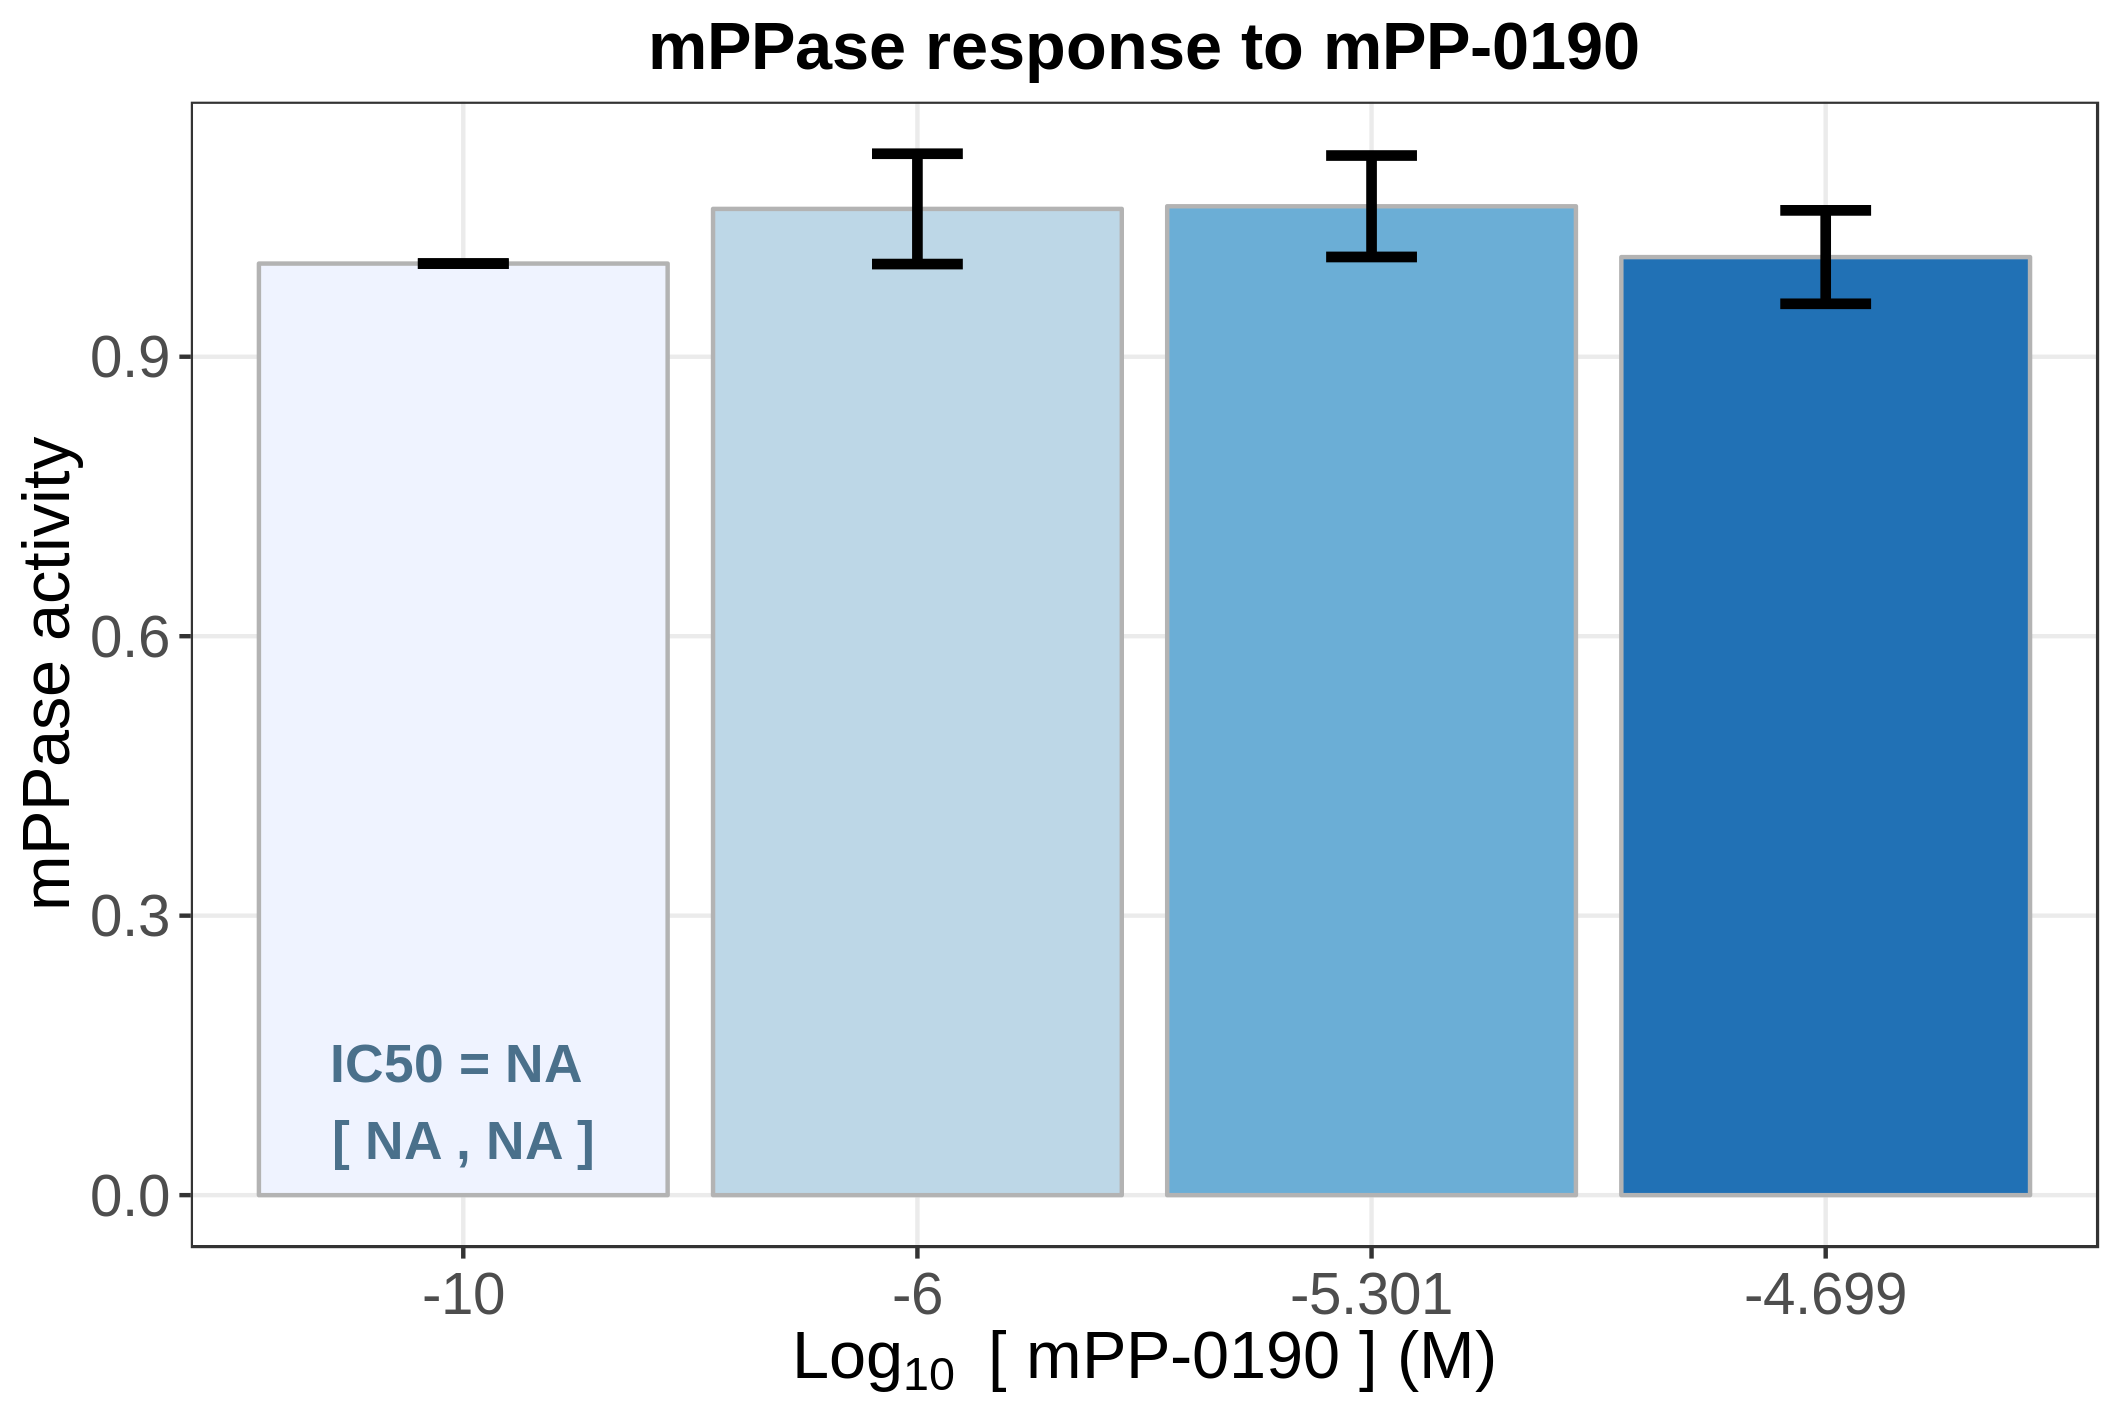 mPPase response to mPP-0190
mPPase activity
0.9
0.6
0.3
0.0
IC50 = NA
[ NA , NA ]
-10
-6
-5.301
-4.699
Log10 [ mPP-0190 ] (M)